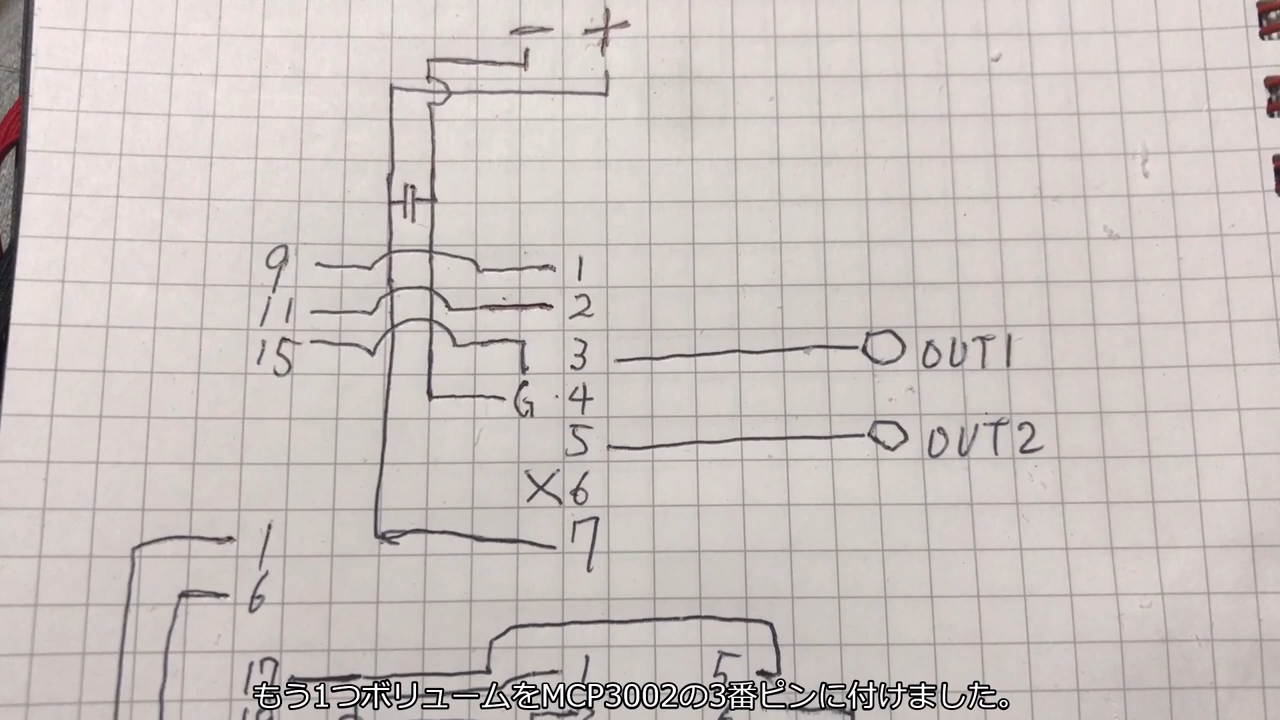 − +
9 1
11 2
15 3 OUT1
G 4
5 OUT2
X 6
7
1
6
17 1 5
もう1つボリュームをMCP3002の3番ピンに付けました。